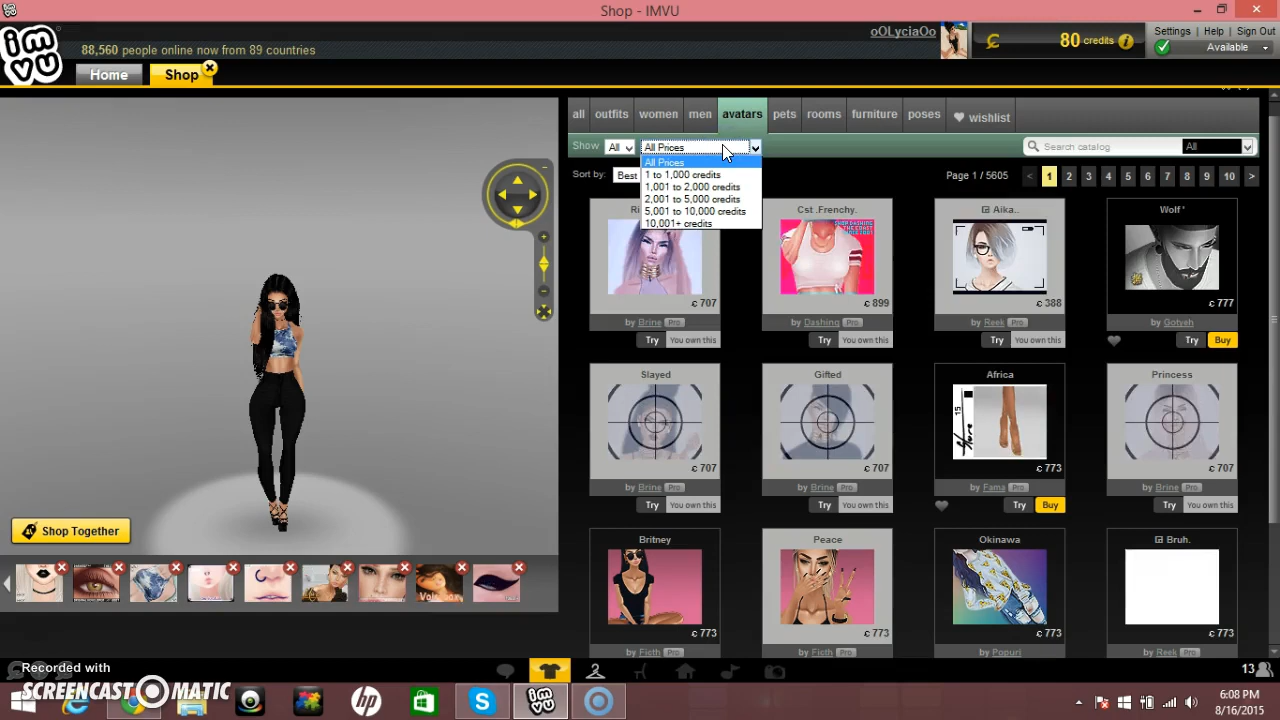 Shop - IMVU
imvu
88,560 people online now from 89 countries
oOLyciaOo
80 credits
Settings | Help | Sign Out
Available
Home
Shop
all outfits women men avatars pets rooms furniture poses wishlist
Show All All Prices
Search catalog All
All Prices
1 to 1,000 credits
1,001 to 2,000 credits
2,001 to 5,000 credits
5,001 to 10,000 credits
10,001+ credits
Sort by: Best
Page 1 / 5605 < 1 2 3 4 5 6 7 8 9 10 >
Cst .Frenchy. Aika.. Wolf*
707 899 388 777
by Brine Pro by Dashing Pro by Reek Pro by Gotyeh
Try You own this Try You own this Try You own this Try Buy
Slayed Gifted Africa Princess
15
707 707 773 707
by Brine Pro by Brine Pro by Fama Pro by Brine Pro
Try You own this Try You own this Try Buy Try You own this
Britney Peace Okinawa Bruh.
773 773 773 773
by Ficth Pro by Ficth Pro by Popuri by Reek Pro
Shop Together
Recorded with
SCREENCAST-O-MATIC
13
hp
imvu
6:08 PM
8/16/2015